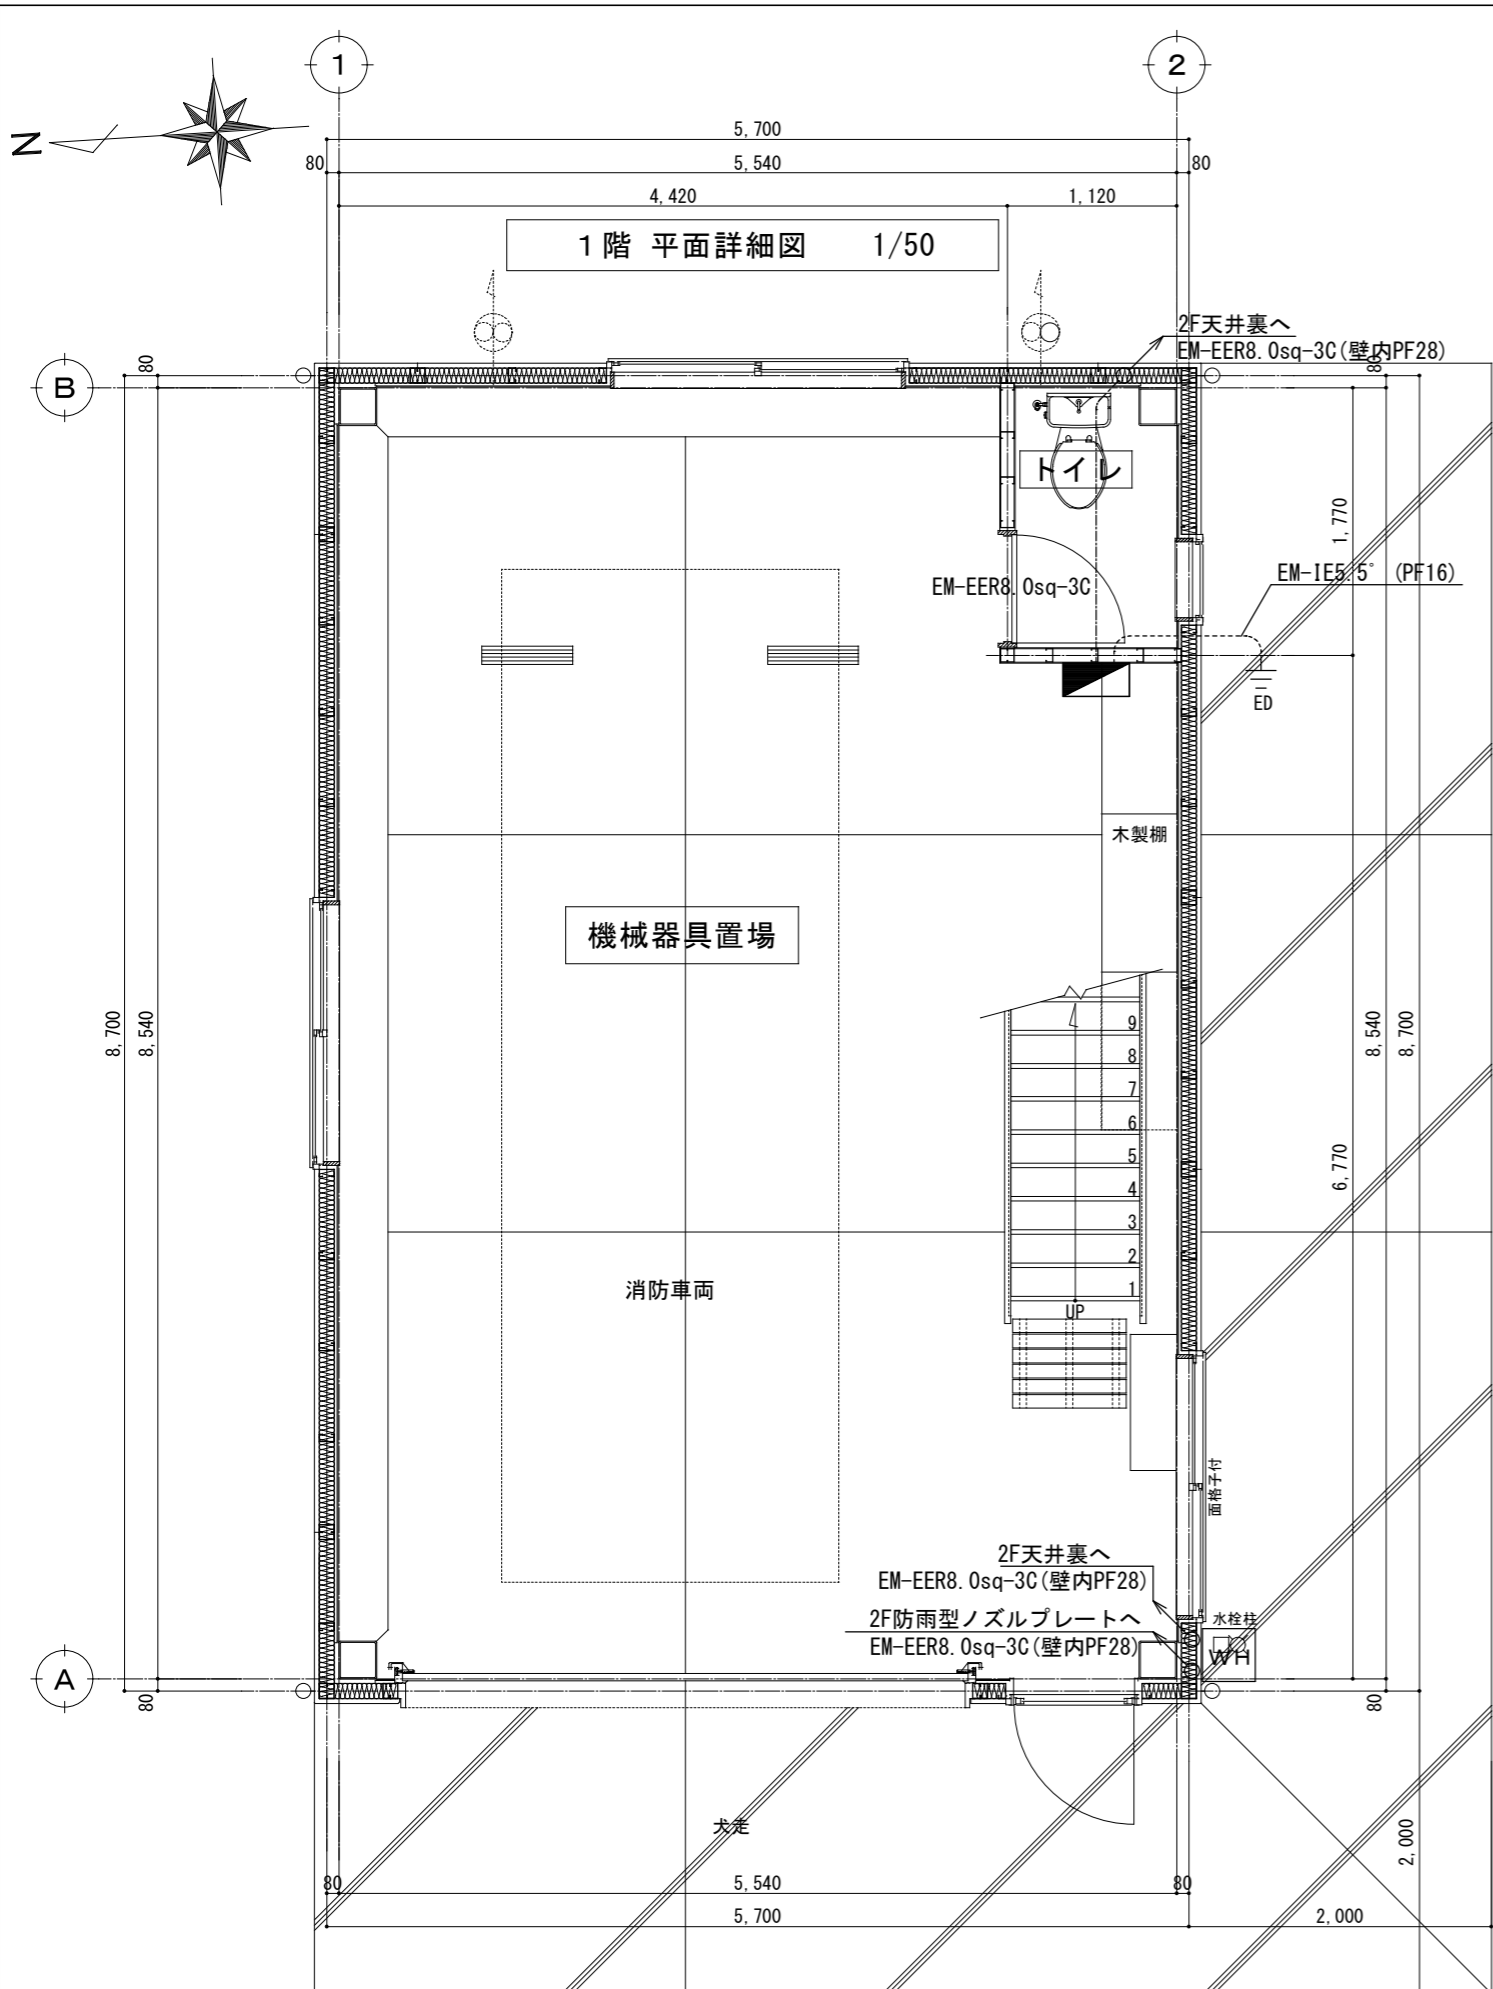 1
2
N
5,700
80
5,540
80
4,420
1,120
1階 平面詳細図 1/50
2F天井裏へ
EM-EER8.0sq-3C(壁内PF28)
80
80
B
トイレ
1,770
EM-IE5.5° (PF16)
EM-EER8.0sq-3C
ED
木製棚
機械器具置場
8,700
8,540
8,540
8,700
9
8
7
6
5
4
3
2
1
UP
6,770
消防車両
面格子付
2F天井裏へ
EM-EER8.0sq-3C(壁内PF28)
2F防雨型ノズルプレートへ
EM-EER8.0sq-3C(壁内PF28)
水栓柱
WH
A
80
80
犬走
2,000
80
5,540
80
5,700
2,000